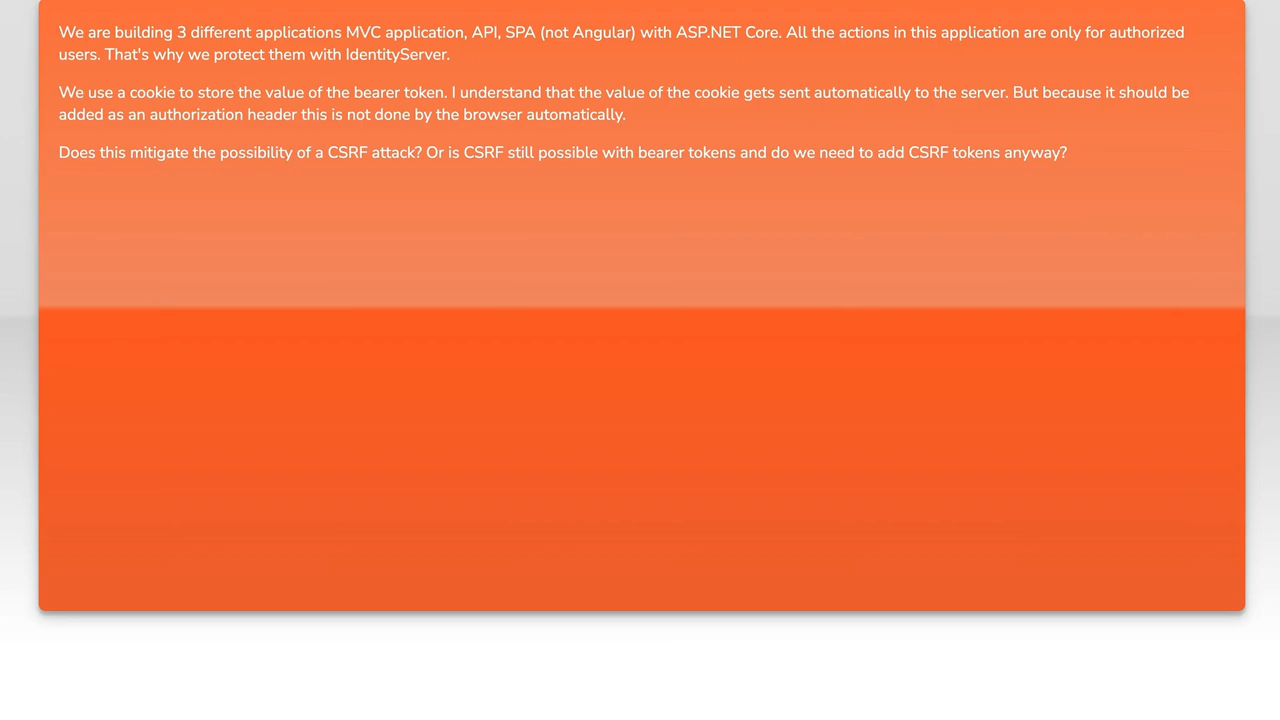 We are building 3 different applications MVC application, API, SPA (not Angular) with ASP.NET Core. All the actions in this application are only for authorized
users. That's why we protect them with IdentityServer.
We use a cookie to store the value of the bearer token. I understand that the value of the cookie gets sent automatically to the server. But because it should be
added as an authorization header this is not done by the browser automatically.
Does this mitigate the possibility of a CSRF attack? Or is CSRF still possible with bearer tokens and do we need to add CSRF tokens anyway?